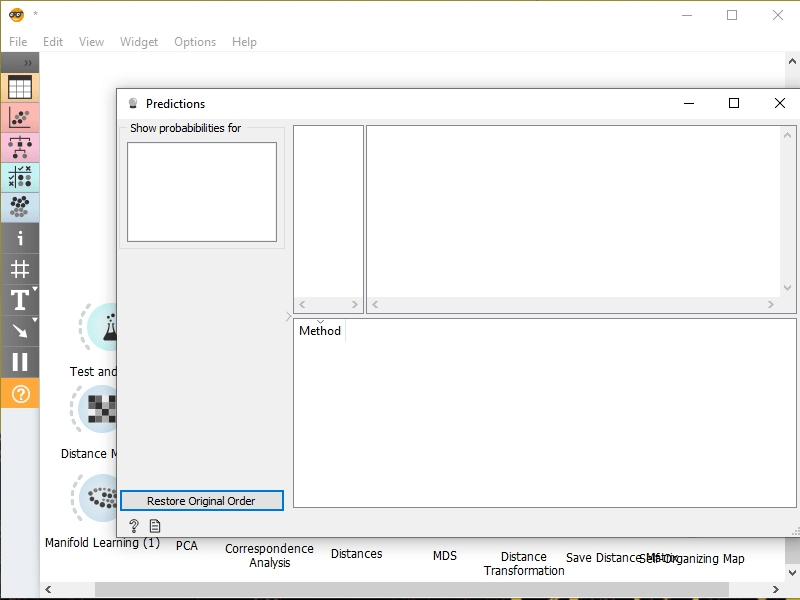 *
File Edit View Widget Options Help
Predictions
Show probabilities for
Method
Test and
Distance M
Restore Original Order
Manifold Learning (1)
PCA
Correspondence
Analysis
Distances
MDS
Distance
Transformation
Save Distance Matrix
Self-Organizing Map